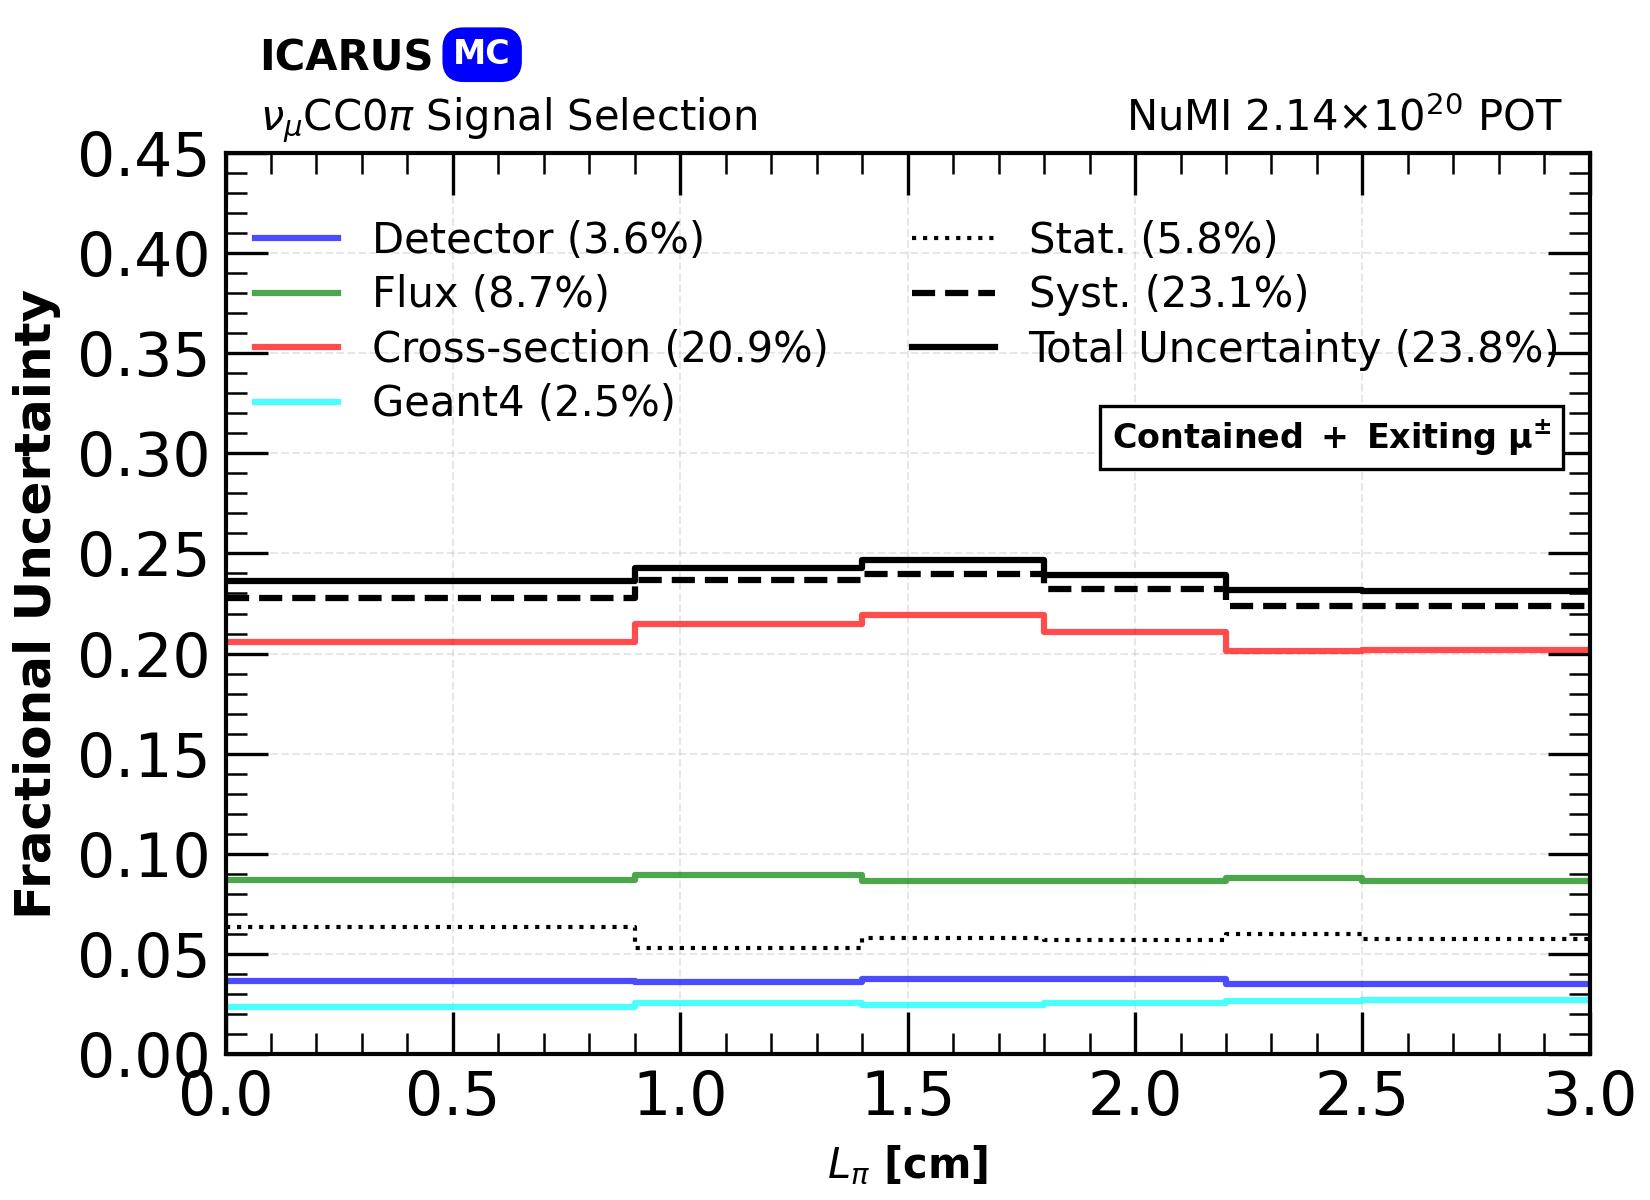 ICARUS MC
νμCC0π Signal Selection
NuMI 2.14×10²⁰ POT
Fractional Uncertainty
0.45
0.40
0.35
0.30
0.25
0.20
0.15
0.10
0.05
0.00
Detector (3.6%)
Flux (8.7%)
Cross-section (20.9%)
Geant4 (2.5%)
Stat. (5.8%)
Syst. (23.1%)
Total Uncertainty (23.8%)
Contained + Exiting μ±
0.0 0.5 1.0 1.5 2.0 2.5 3.0
Lπ [cm]